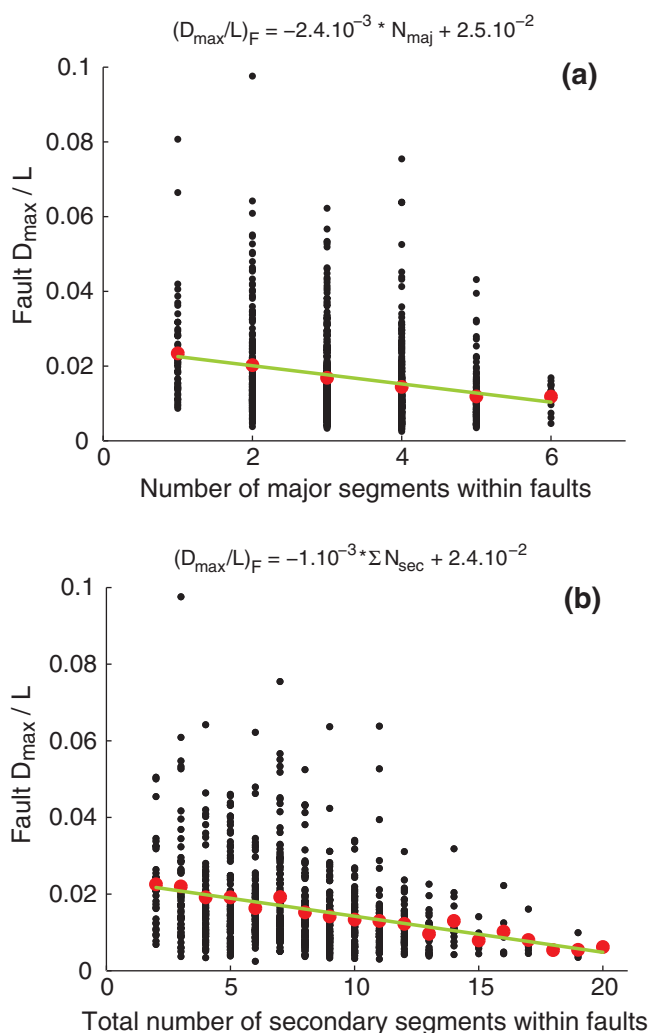 (Dmax/L)F = −2.4.10−3 * Nmaj + 2.5.10−2
(a)
0.1
0.08
0.06
0.04
0.02
0
Fault Dmax / L
2 4 6
Number of major segments within faults
(Dmax/L)F = −1.10−3*ΣNsec + 2.4.10−2
(b)
0.1
0.08
0.06
0.04
0.02
0
Fault Dmax / L
5 10 15 20
Total number of secondary segments within faults